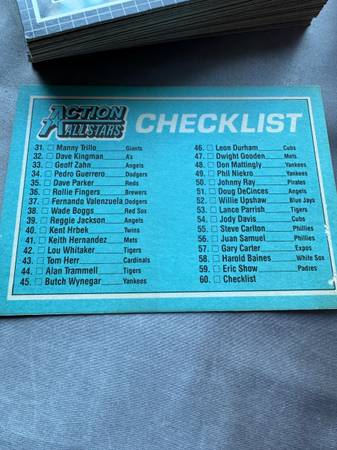 ACTION
ALL STARS
CHECKLIST
31. Manny Trillo Giants
32. Dave Kingman A's
33. Geoff Zahn Angels
34. Pedro Guerrero Dodgers
35. Dave Parker Reds
36. Rollie Fingers Brewers
37. Fernando Valenzuela Dodgers
38. Wade Boggs Red Sox
39. Reggie Jackson Angels
40. Kent Hrbek Twins
41. Keith Hernandez Mets
42. Lou Whitaker Tigers
43. Tom Herr Cardinals
44. Alan Trammell Tigers
45. Butch Wynegar Yankees
46. Leon Durham Cubs
47. Dwight Gooden Mets
48. Don Mattingly Yankees
49. Phil Niekro Yankees
50. Johnny Ray Pirates
51. Doug DeCinces Angels
52. Willie Upshaw Blue Jays
53. Lance Parrish Tigers
54. Jody Davis Cubs
55. Steve Carlton Phillies
56. Juan Samuel Phillies
57. Gary Carter Expos
58. Harold Baines White Sox
59. Eric Show Padres
60. Checklist